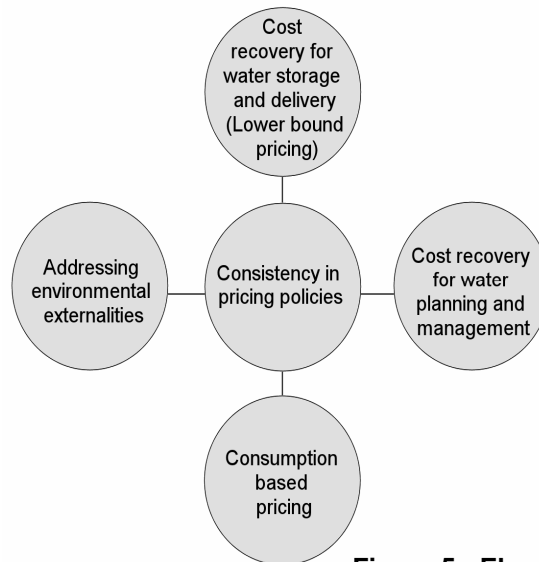 Cost
recovery for
water storage
and delivery
(Lower bound
pricing)
Addressing
environmental
externalities
Consistency in
pricing policies
Cost recovery
for water
planning and
management
Consumption
based
pricing